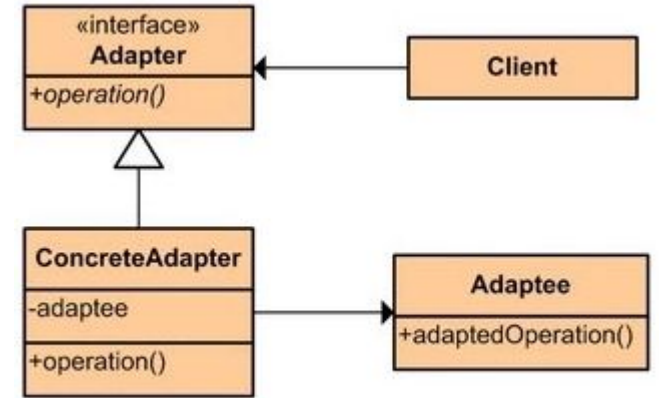 «interface»
Adapter
+operation()
Client
ConcreteAdapter
-adaptee
+operation()
Adaptee
+adaptedOperation()